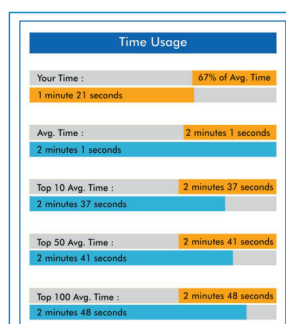 Time Usage
Your Time : 67% of Avg. Time
1 minute 21 seconds
Avg. Time : 2 minutes 1 seconds
2 minutes 1 seconds
Top 10 Avg. Time : 2 minutes 37 seconds
2 minutes 37 seconds
Top 50 Avg. Time : 2 minutes 41 seconds
2 minutes 41 seconds
Top 100 Avg. Time : 2 minutes 48 seconds
2 minutes 48 seconds